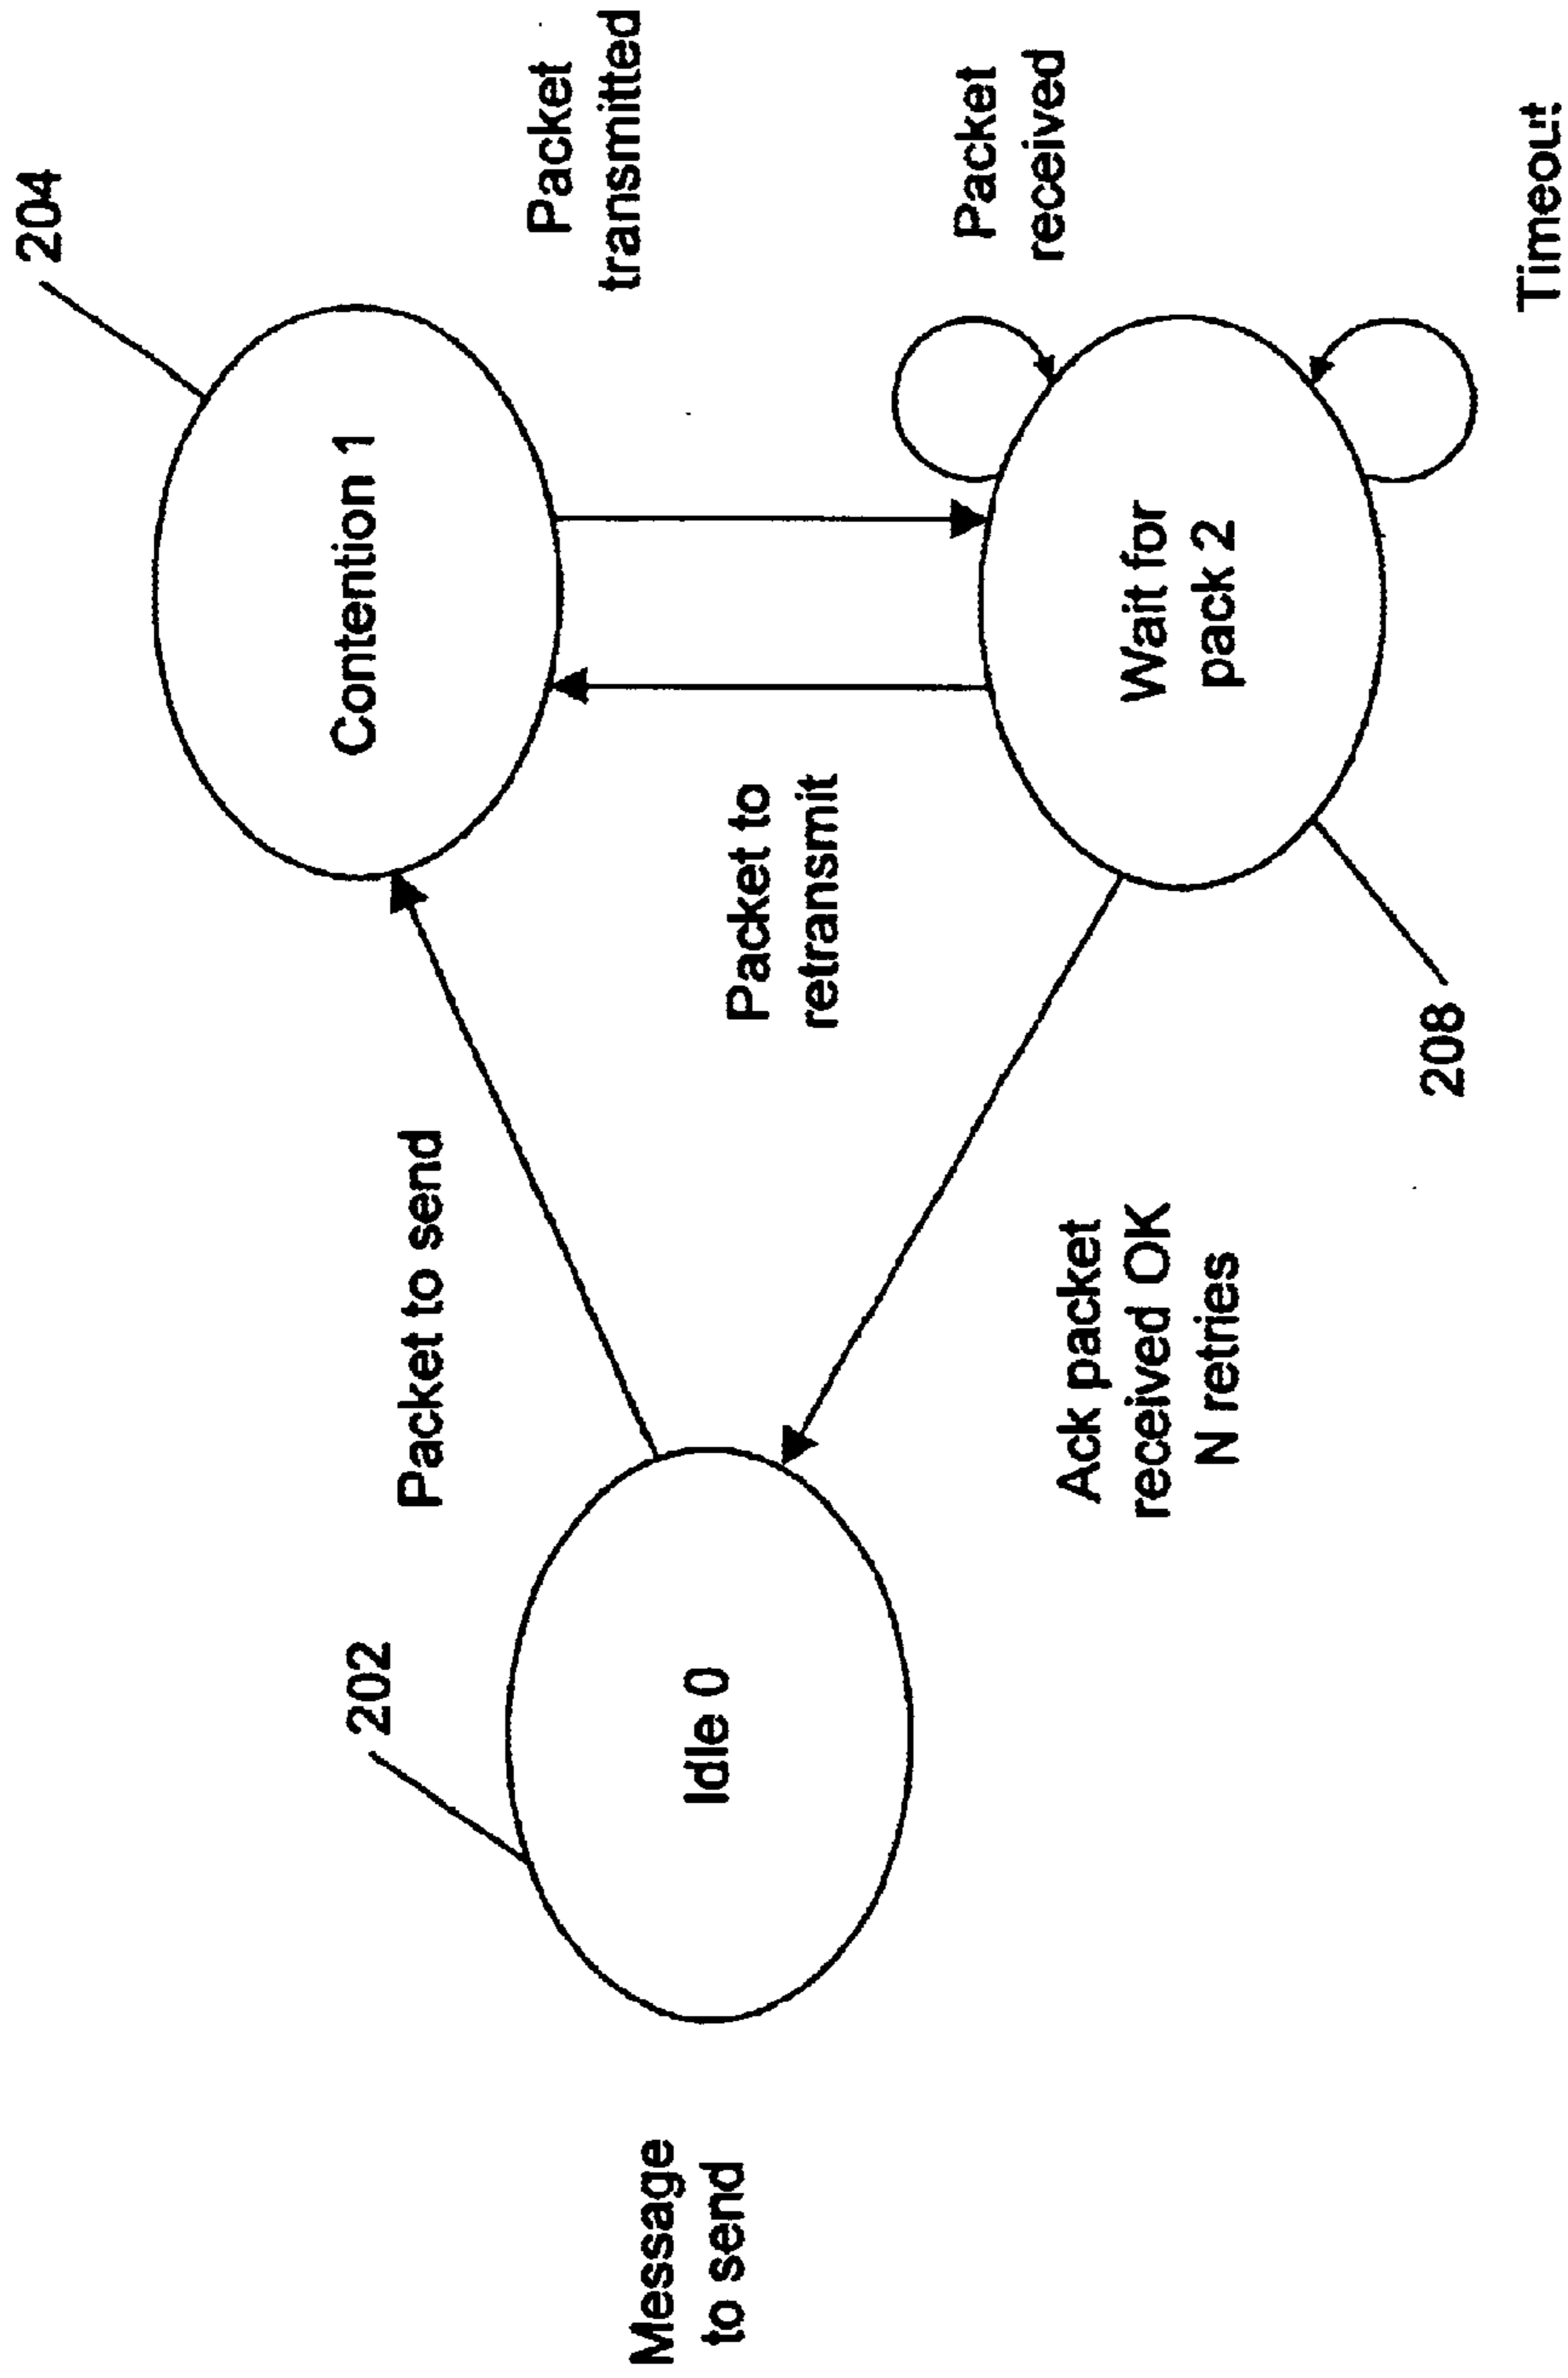 204
Contention 1
Packet
transmitted
Packet to send
Packet to
retransmit
Packet
received
202
Idle 0
Message
to send
Wait for
pack 2
Timeout
Ack packet
received OK
N retries
208